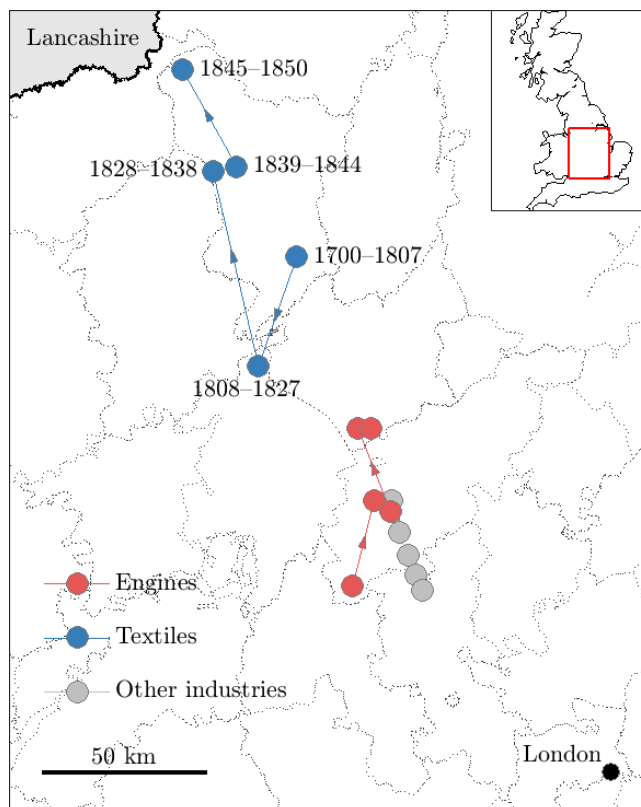 Lancashire
1845–1850
1828–1838
1839–1844
1700–1807
1808–1827
Engines
Textiles
Other industries
50 km
London